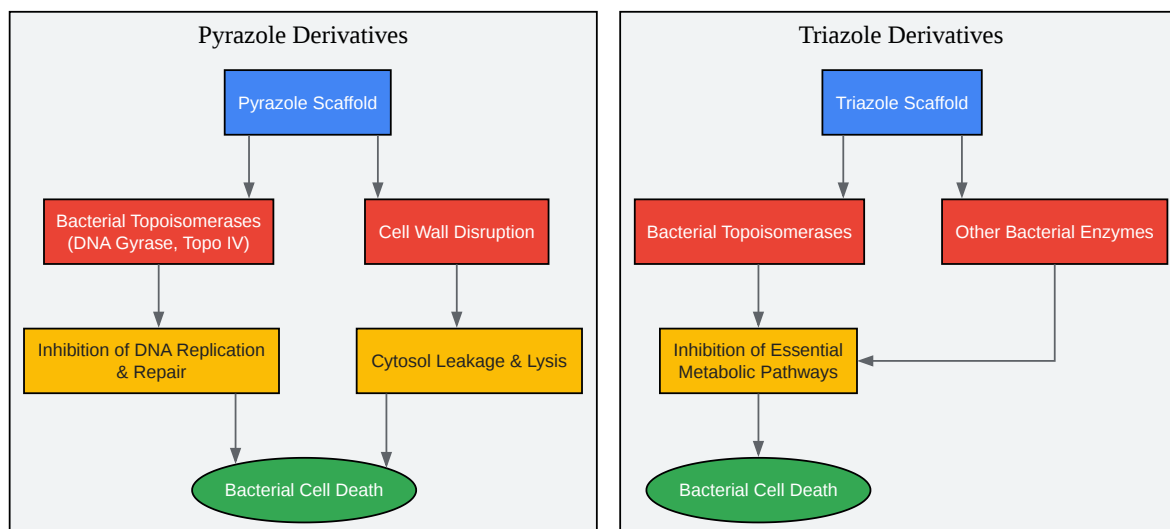 Pyrazole Derivatives
Pyrazole Scaffold
Bacterial Topoisomerases
(DNA Gyrase, Topo IV)
Cell Wall Disruption
Inhibition of DNA Replication
& Repair
Cytosol Leakage & Lysis
Bacterial Cell Death
Triazole Derivatives
Triazole Scaffold
Bacterial Topoisomerases
Other Bacterial Enzymes
Inhibition of Essential
Metabolic Pathways
Bacterial Cell Death